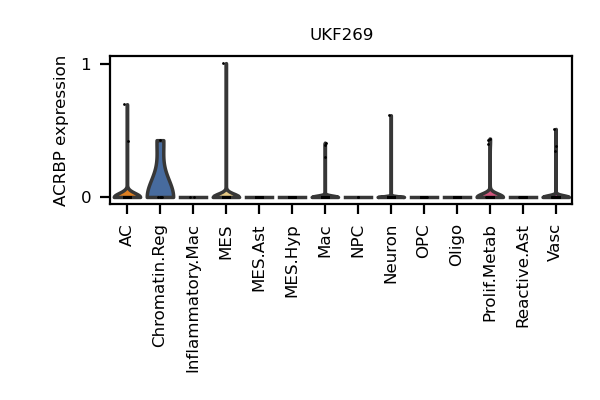 UKF269
ACRBP expression
1
0
AC
Chromatin.Reg
Inflammatory.Mac
MES
MES.Ast
MES.Hyp
Mac
NPC
Neuron
OPC
Oligo
Prolif.Metab
Reactive.Ast
Vasc